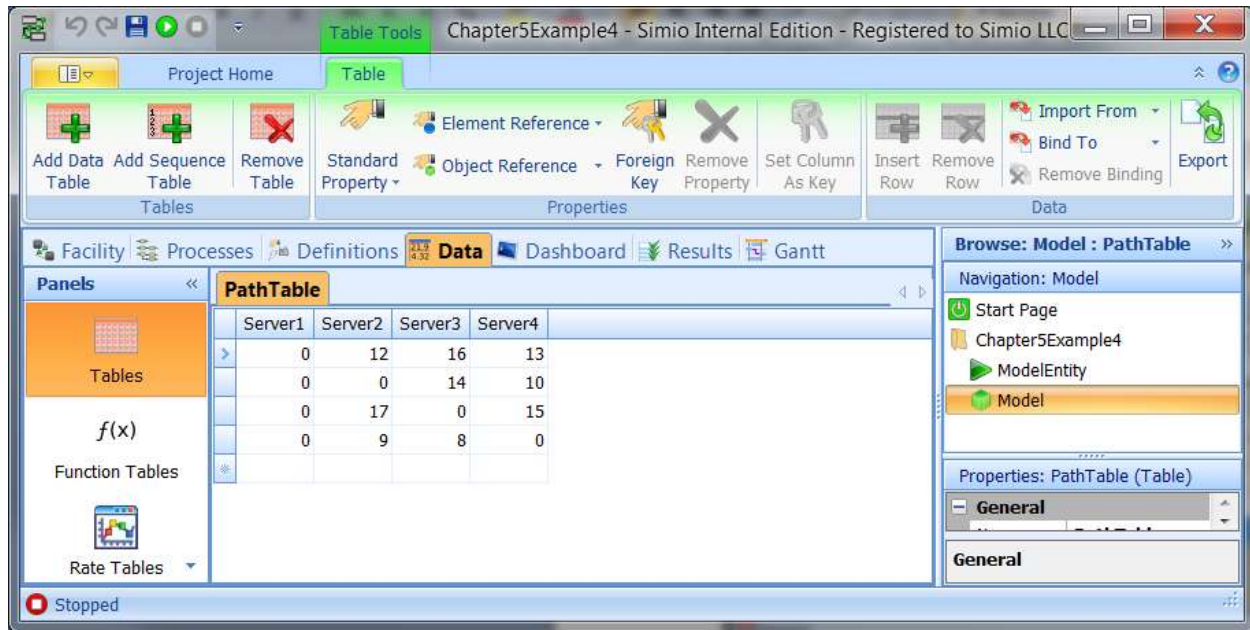 Table Tools Chapter5Example4 - Simio Internal Edition - Registered to Simio LLC
Project Home Table
Add Data Table
Add Sequence Table
Remove Table
Tables
Standard Property
Element Reference
Object Reference
Foreign Key
Remove Property
Set Column As Key
Properties
Insert Row
Remove Row
Import From
Bind To
Remove Binding
Export
Data
Facility Processes Definitions Data Dashboard Results Gantt
Panels
Tables
f(x)
Function Tables
Rate Tables
PathTable
Server1 Server2 Server3 Server4
0 12 16 13
0 0 14 10
0 17 0 15
0 9 8 0
Browse: Model : PathTable
Navigation: Model
Start Page
Chapter5Example4
ModelEntity
Model
Properties: PathTable (Table)
General
General
Stopped